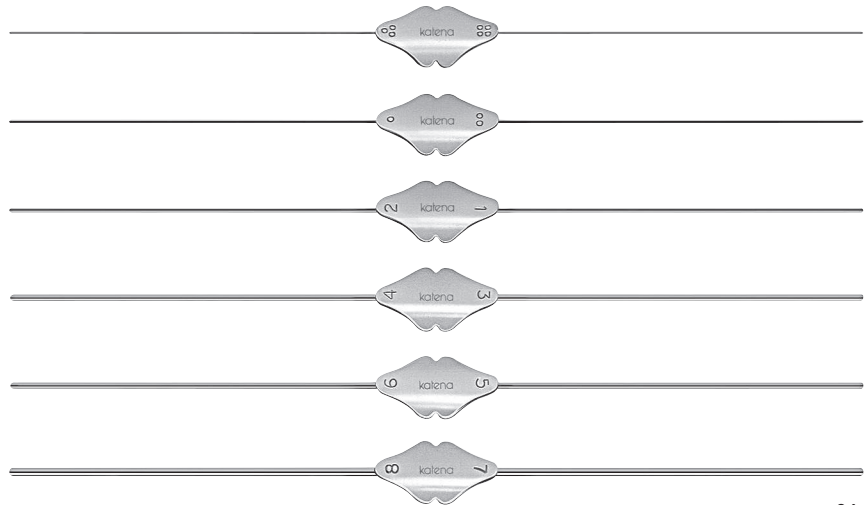 000 katena 0000
0 katena 00
2 katena 1
4 katena 3
6 katena 5
8 katena 7